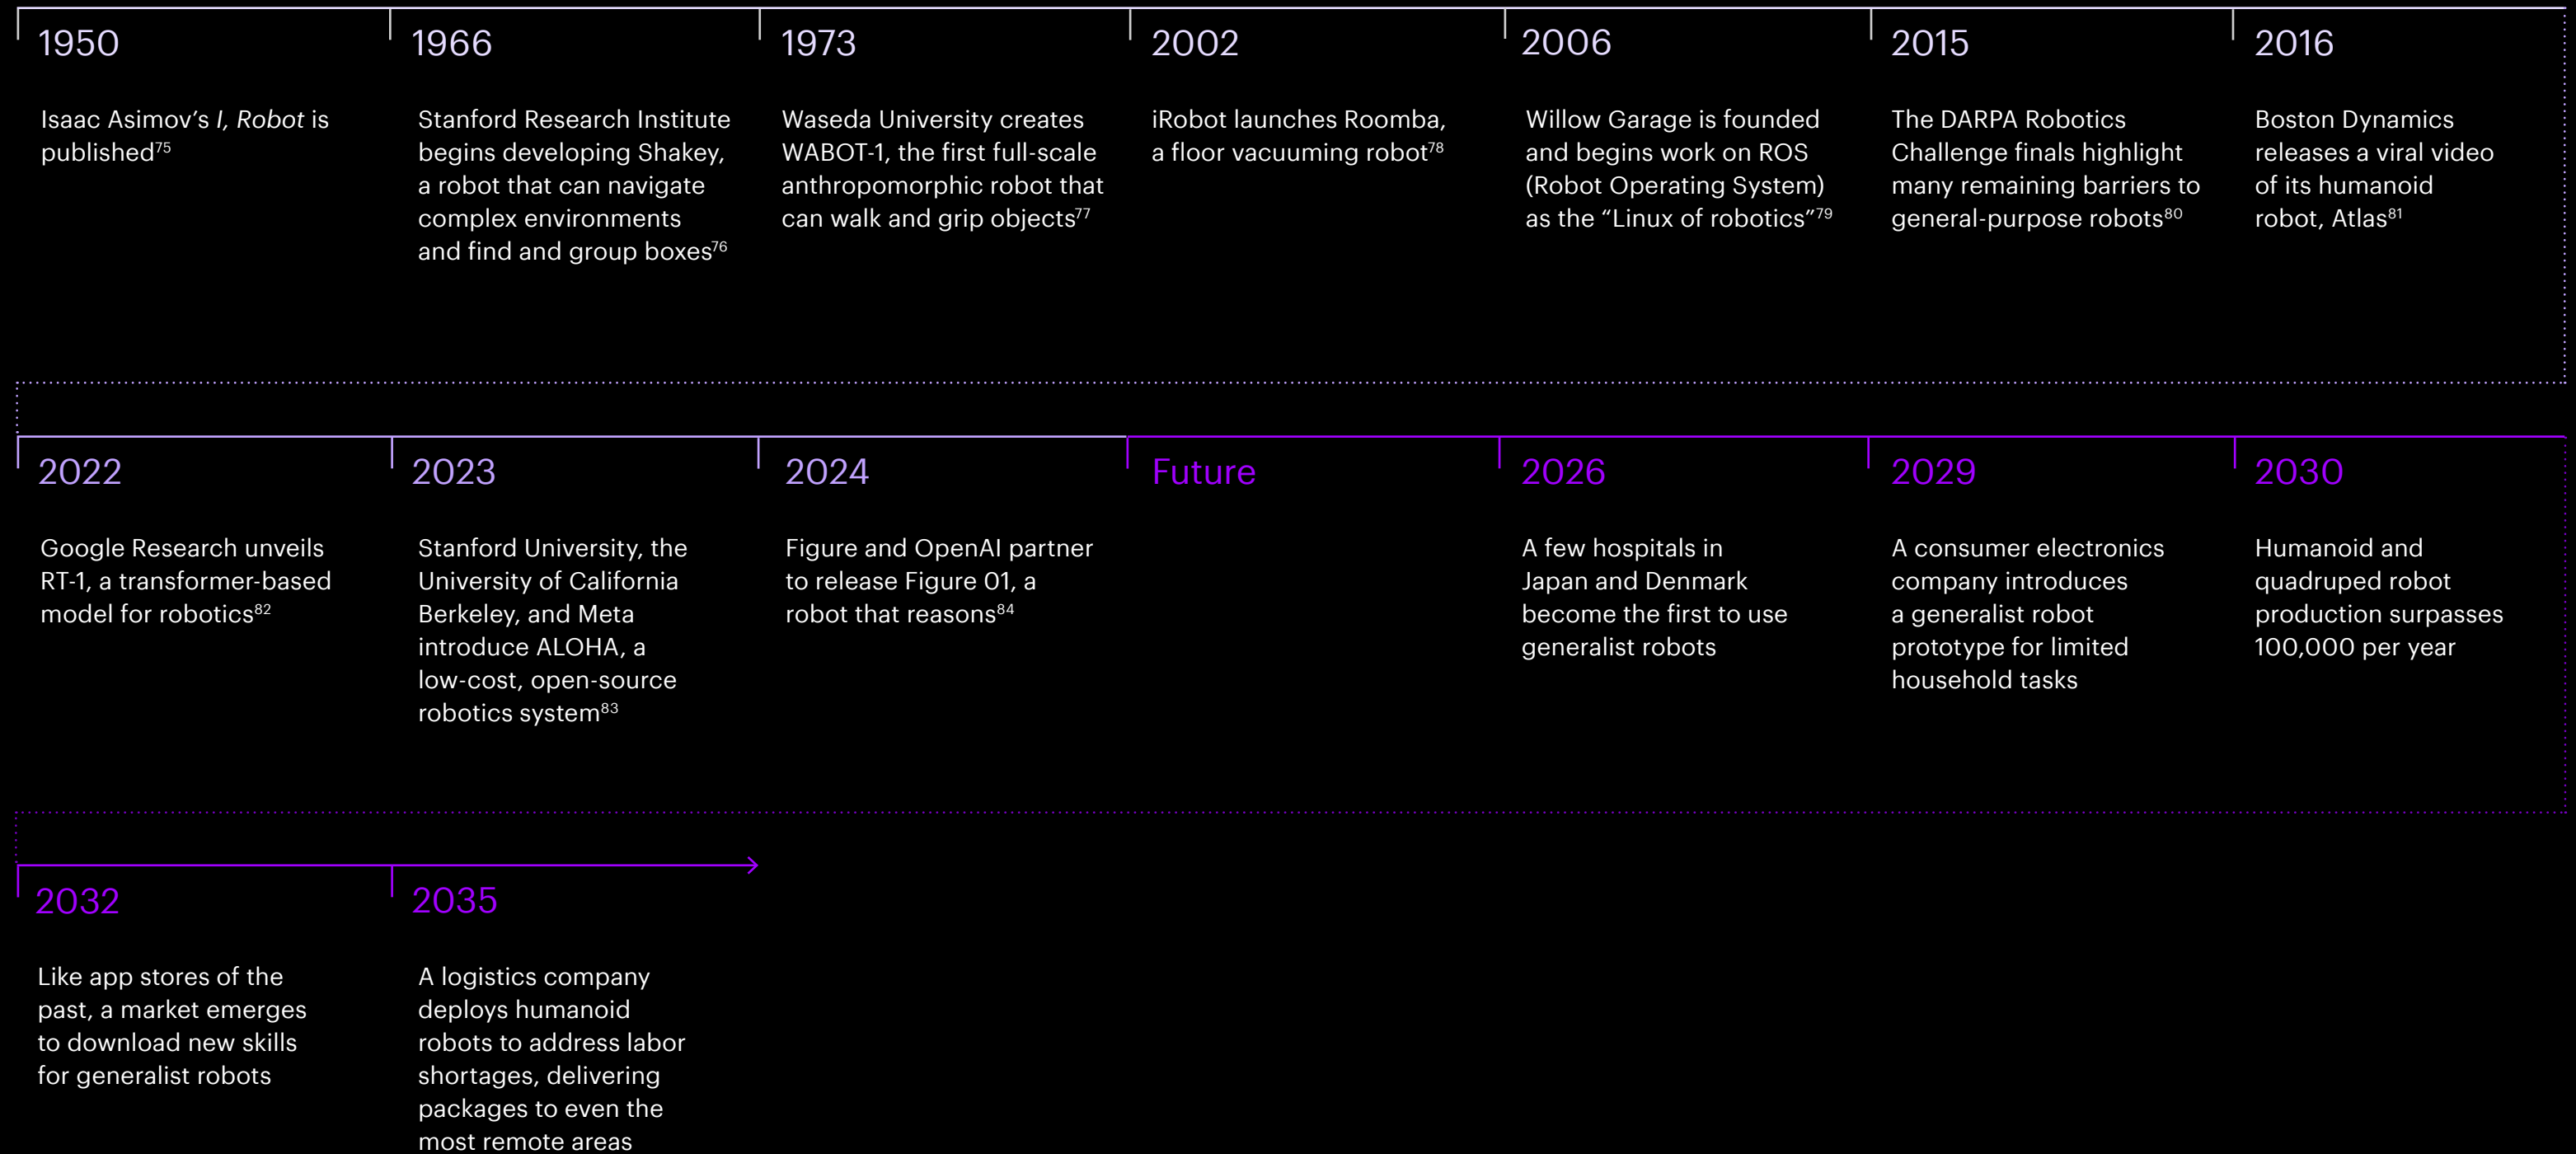 1950
Isaac Asimov’s I, Robot is
published75
1966
Stanford Research Institute
begins developing Shakey,
a robot that can navigate
complex environments
and find and group boxes76
1973
Waseda University creates
WABOT-1, the first full-scale
anthropomorphic robot that
can walk and grip objects77
2002
iRobot launches Roomba,
a floor vacuuming robot78
2006
Willow Garage is founded
and begins work on ROS
(Robot Operating System)
as the “Linux of robotics”79
2015
The DARPA Robotics
Challenge finals highlight
many remaining barriers to
general-purpose robots80
2016
Boston Dynamics
releases a viral video
of its humanoid
robot, Atlas81
2022
Google Research unveils
RT-1, a transformer-based
model for robotics82
2023
Stanford University, the
University of California
Berkeley, and Meta
introduce ALOHA, a
low-cost, open-source
robotics system83
2024
Figure and OpenAI partner
to release Figure 01, a
robot that reasons84
Future
2026
A few hospitals in
Japan and Denmark
become the first to use
generalist robots
2029
A consumer electronics
company introduces
a generalist robot
prototype for limited
household tasks
2030
Humanoid and
quadruped robot
production surpasses
100,000 per year
2032
Like app stores of the
past, a market emerges
to download new skills
for generalist robots
2035
A logistics company
deploys humanoid
robots to address labor
shortages, delivering
packages to even the
most remote areas